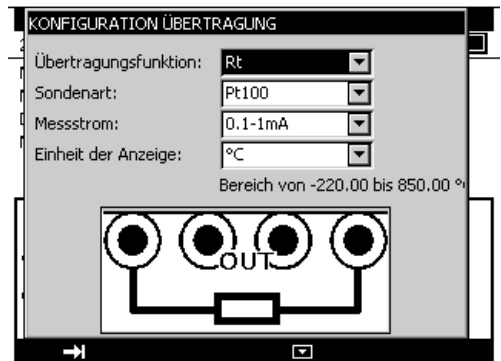 KONFIGURATION ÜBERTRAGUNG
Übertragungsfunktion: Rt
Sondenart: Pt100
Messstrom: 0.1-1mA
Einheit der Anzeige: °C
Bereich von -220.00 bis 850.00 °
OUT